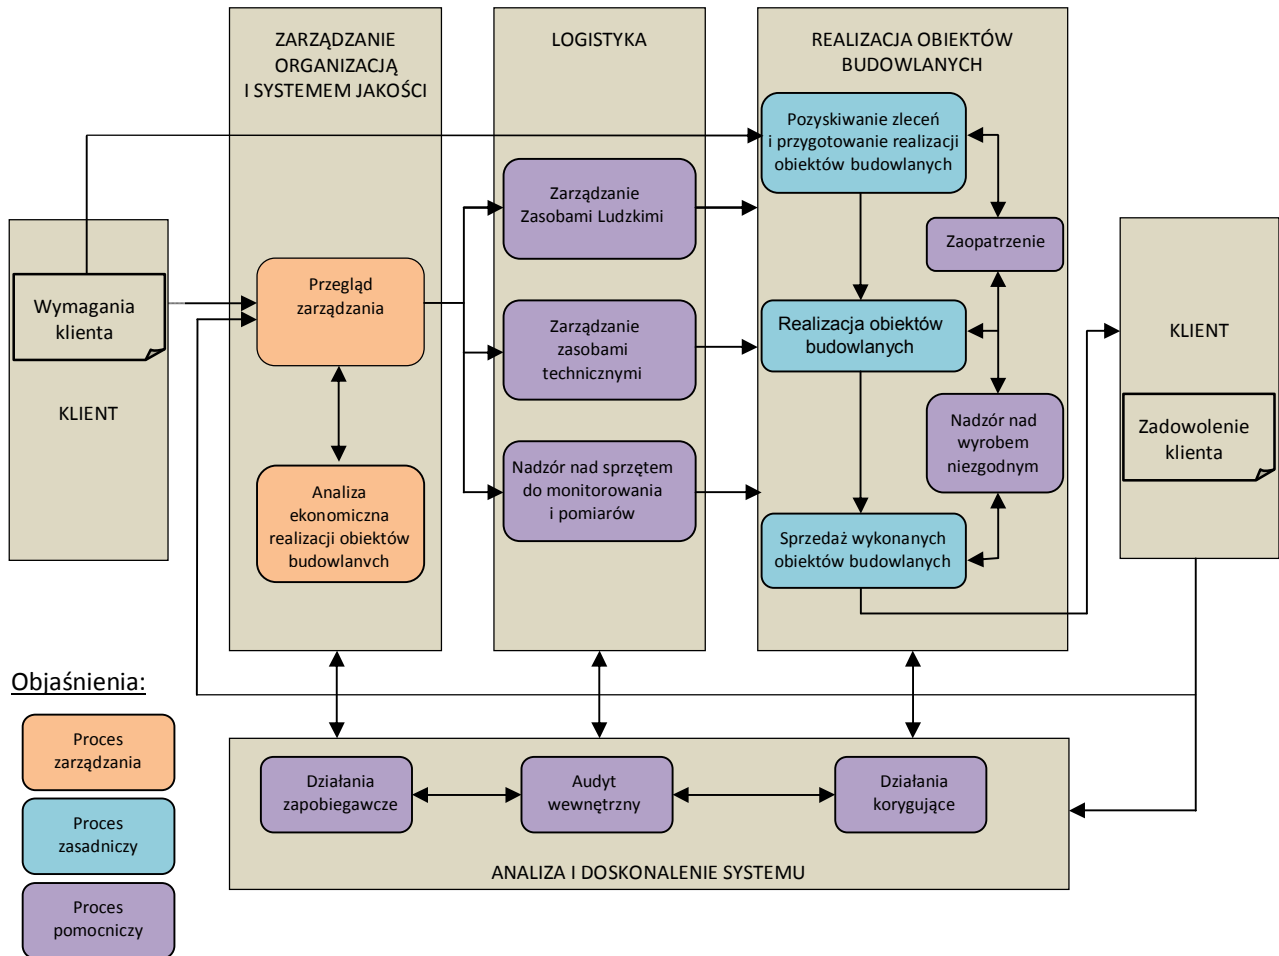 ZARZĄDZANIE
ORGANIZACJĄ
I SYSTEMEM JAKOŚCI
LOGISTYKA
REALIZACJA OBIEKTÓW
BUDOWLANYCH
Pozyskiwanie zleceń
i przygotowanie realizacji
obiektów budowlanych
Zarządzanie
Zasobami Ludzkimi
Zaopatrzenie
Wymagania
klienta
KLIENT
Przegląd
zarządzania
Zarządzanie
zasobami
technicznymi
Realizacja obiektów
budowlanych
KLIENT
Zadowolenie
klienta
Nadzór nad
wyrobem
niezgodnym
Analiza
ekonomiczna
realizacji obiektów
budowlanych
Nadzór nad sprzętem
do monitorowania
i pomiarów
Sprzedaż wykonanych
obiektów budowlanych
Objaśnienia:
Proces
zarządzania
Proces
zasadniczy
Proces
pomocniczy
Działania
zapobiegawcze
Audyt
wewnętrzny
Działania
korygujące
ANALIZA I DOSKONALENIE SYSTEMU